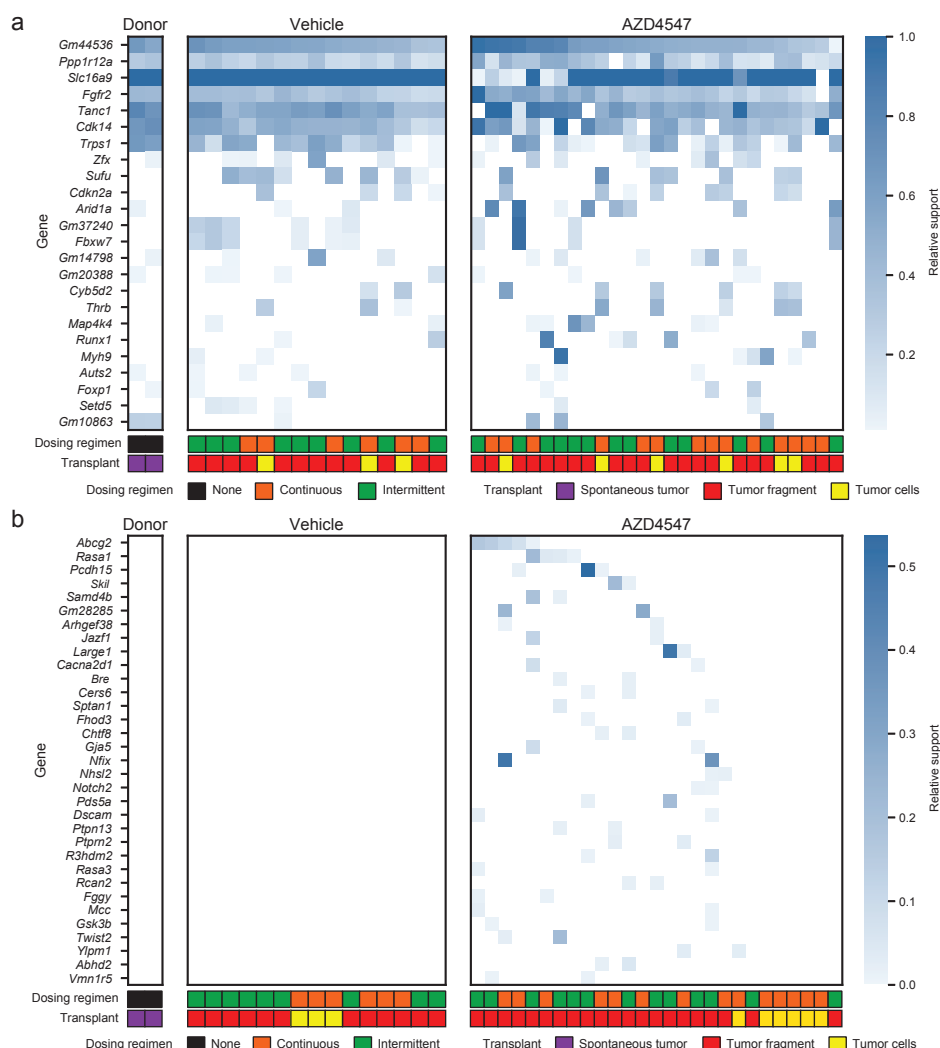 a
Donor Vehicle AZD4547
Gene
Gm44536
Ppp1r12a
Slc16a9
Fgfr2
Tanc1
Cdk14
Trps1
Zfx
Sufu
Cdkn2a
Arid1a
Gm37240
Fbxw7
Gm14798
Gm20388
Cyb5d2
Thrb
Map4k4
Runx1
Myh9
Auts2
Foxp1
Setd5
Gm10863
1.0
0.8
0.6
0.4
0.2
Relative support
Dosing regimen
Transplant
Dosing regimen None Continuous Intermittent Transplant Spontaneous tumor Tumor fragment Tumor cells
b
Donor Vehicle AZD4547
Gene
Abcg2
Rasa1
Pcdh15
Skil
Samd4b
Gm28285
Arhgef38
Jazf1
Large1
Cacna2d1
Bre
Cers6
Sptan1
Fhod3
Chtf8
Gja5
Nfix
Nhsl2
Notch2
Pds5a
Dscam
Ptpn13
Ptprn2
R3hdm2
Rasa3
Rcan2
Fggy
Mcc
Gsk3b
Twist2
Ylpm1
Abhd2
Vmn1r5
0.5
0.4
0.3
0.2
0.1
0.0
Relative support
Dosing regimen
Transplant
Dosing regimen None Continuous Intermittent Transplant Spontaneous tumor Tumor fragment Tumor cells